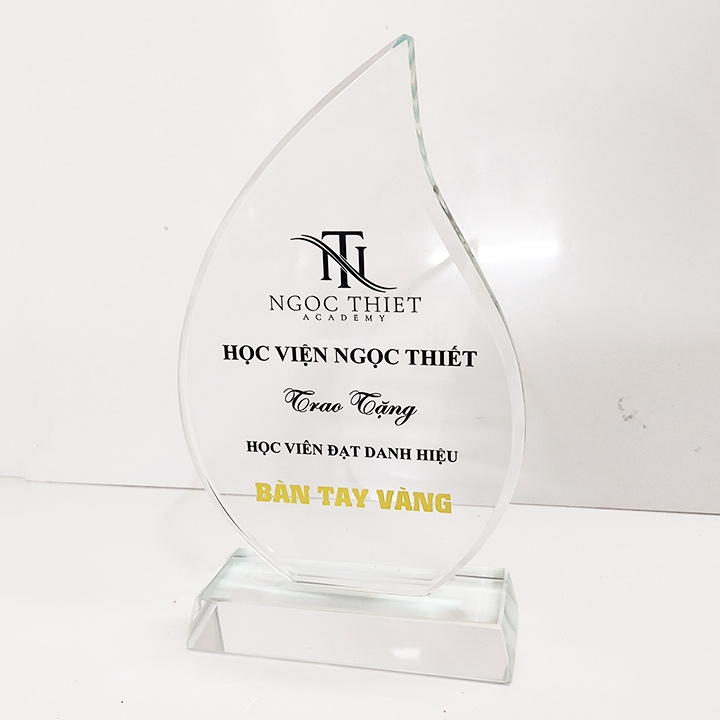 NT
NGOC THIET
ACADEMY
HỌC VIỆN NGỌC THIẾT
Trao Tặng
HỌC VIÊN ĐẠT DANH HIỆU
BÀN TAY VÀNG